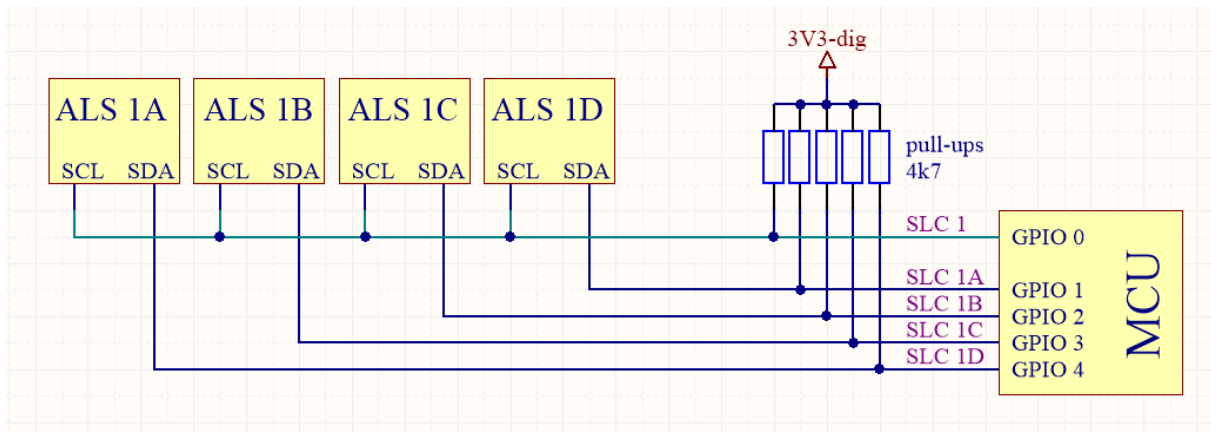 3V3-dig
ALS 1A
ALS 1B
ALS 1C
ALS 1D
SCL
SDA
SCL
SDA
SCL
SDA
SCL
SDA
pull-ups
4k7
SLC 1
GPIO 0
SLC 1A
GPIO 1
SLC 1B
GPIO 2
SLC 1C
GPIO 3
SLC 1D
GPIO 4
MCU